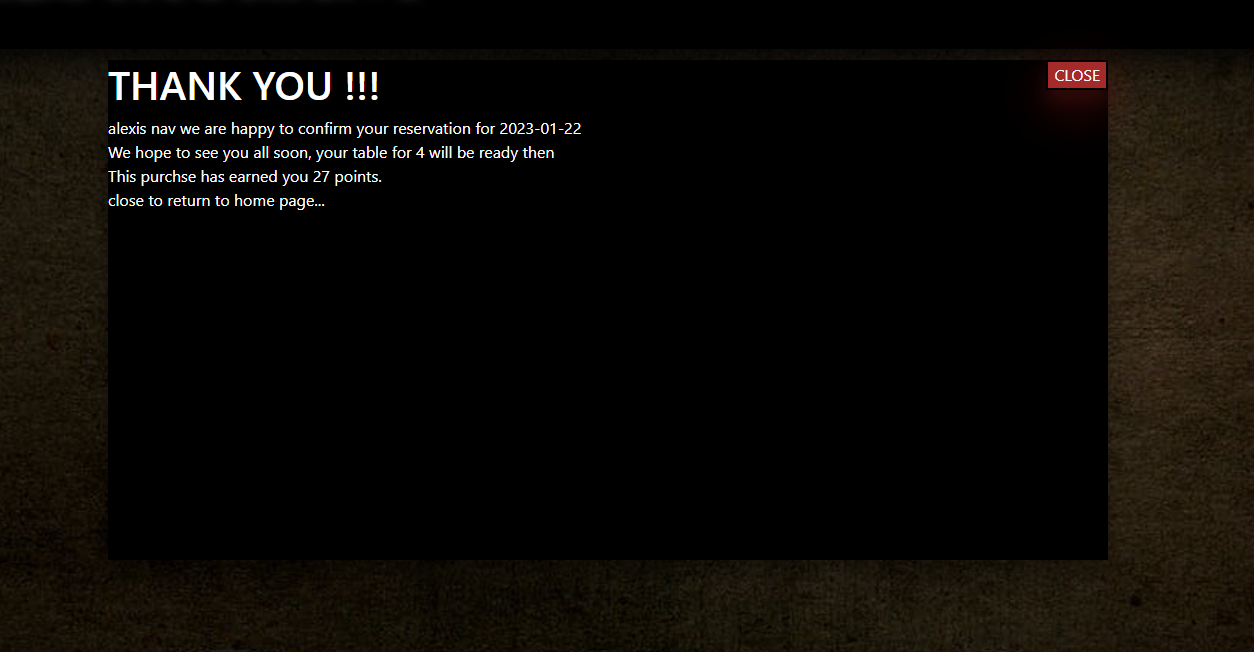 THANK YOU !!!
CLOSE
alexis nav we are happy to confirm your reservation for 2023-01-22
We hope to see you all soon, your table for 4 will be ready then
This purchse has earned you 27 points.
close to return to home page...